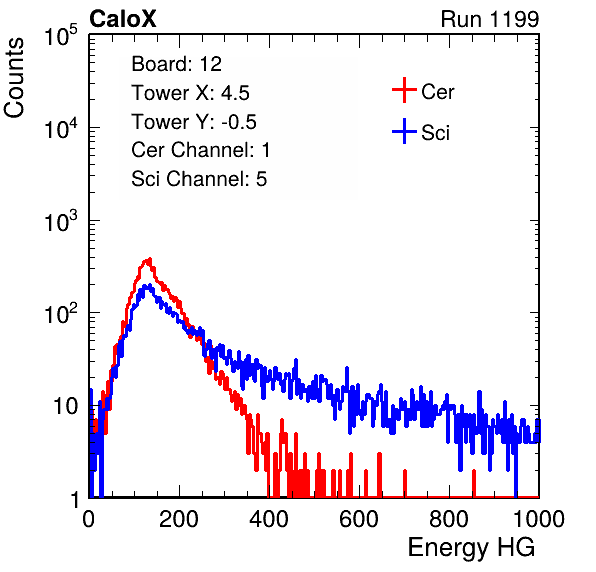 CaloX
Run 1199
Counts
10^5
10^4
10^3
10^2
10
1
Board: 12
Tower X: 4.5
Tower Y: -0.5
Cer Channel: 1
Sci Channel: 5
Cer
Sci
0 200 400 600 800 1000
Energy HG